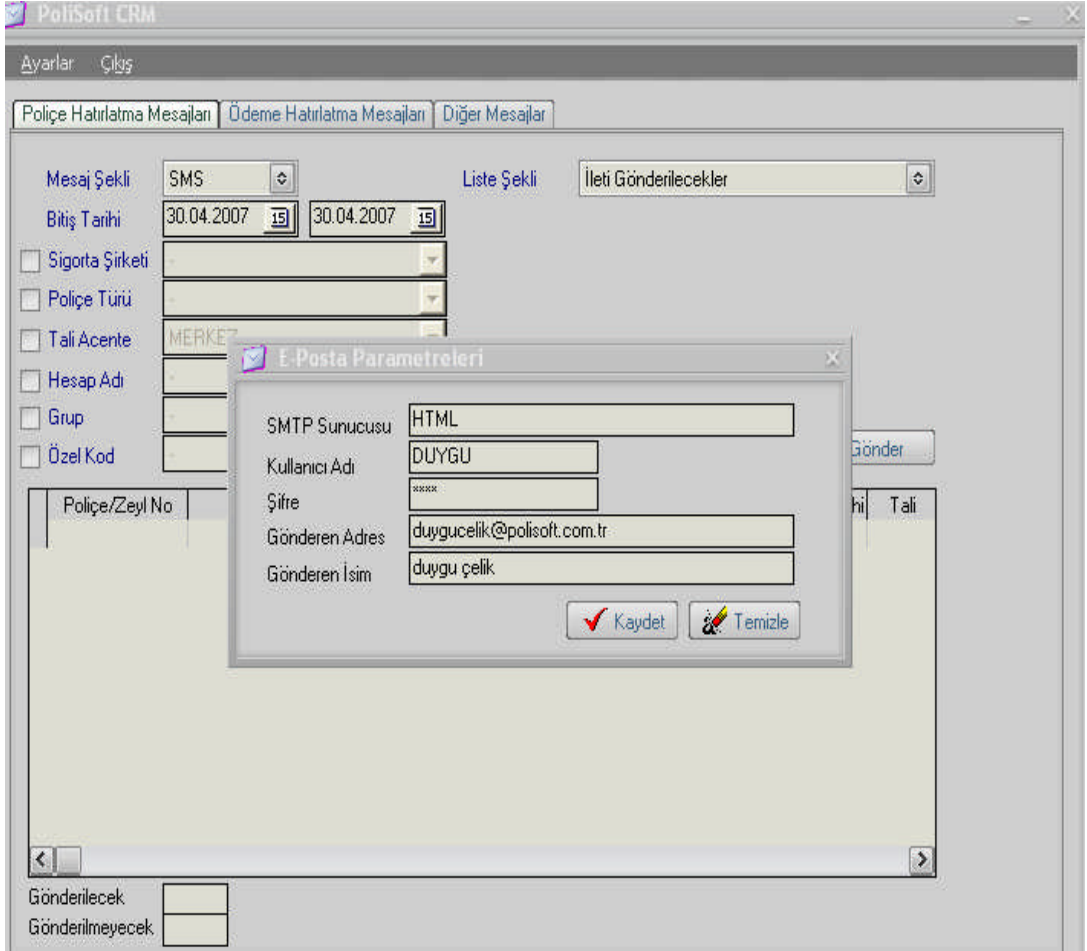 PoliSoft CRM
Ayarlar Çıkış
Poliçe Hatırlatma Mesajları Ödeme Hatırlatma Mesajları Diğer Mesajlar
Mesaj Şekli SMS Liste Şekli İleti Gönderilecekler
Bitiş Tarihi 30.04.2007 15 30.04.2007 15
Sigorta Şirketi -
Poliçe Türü -
Tali Acente MERKEZ
Hesap Adı -
Grup -
Özel Kod -
Gönder
Poliçe/Zeyl No hi Tali
E-Posta Parametreleri
SMTP Sunucusu HTML
Kullanıcı Adı DUYGU
Şifre ****
Gönderen Adres duygucelik@polisoft.com.tr
Gönderen İsim duygu çelik
Kaydet Temizle
Gönderilecek
Gönderilmeyecek